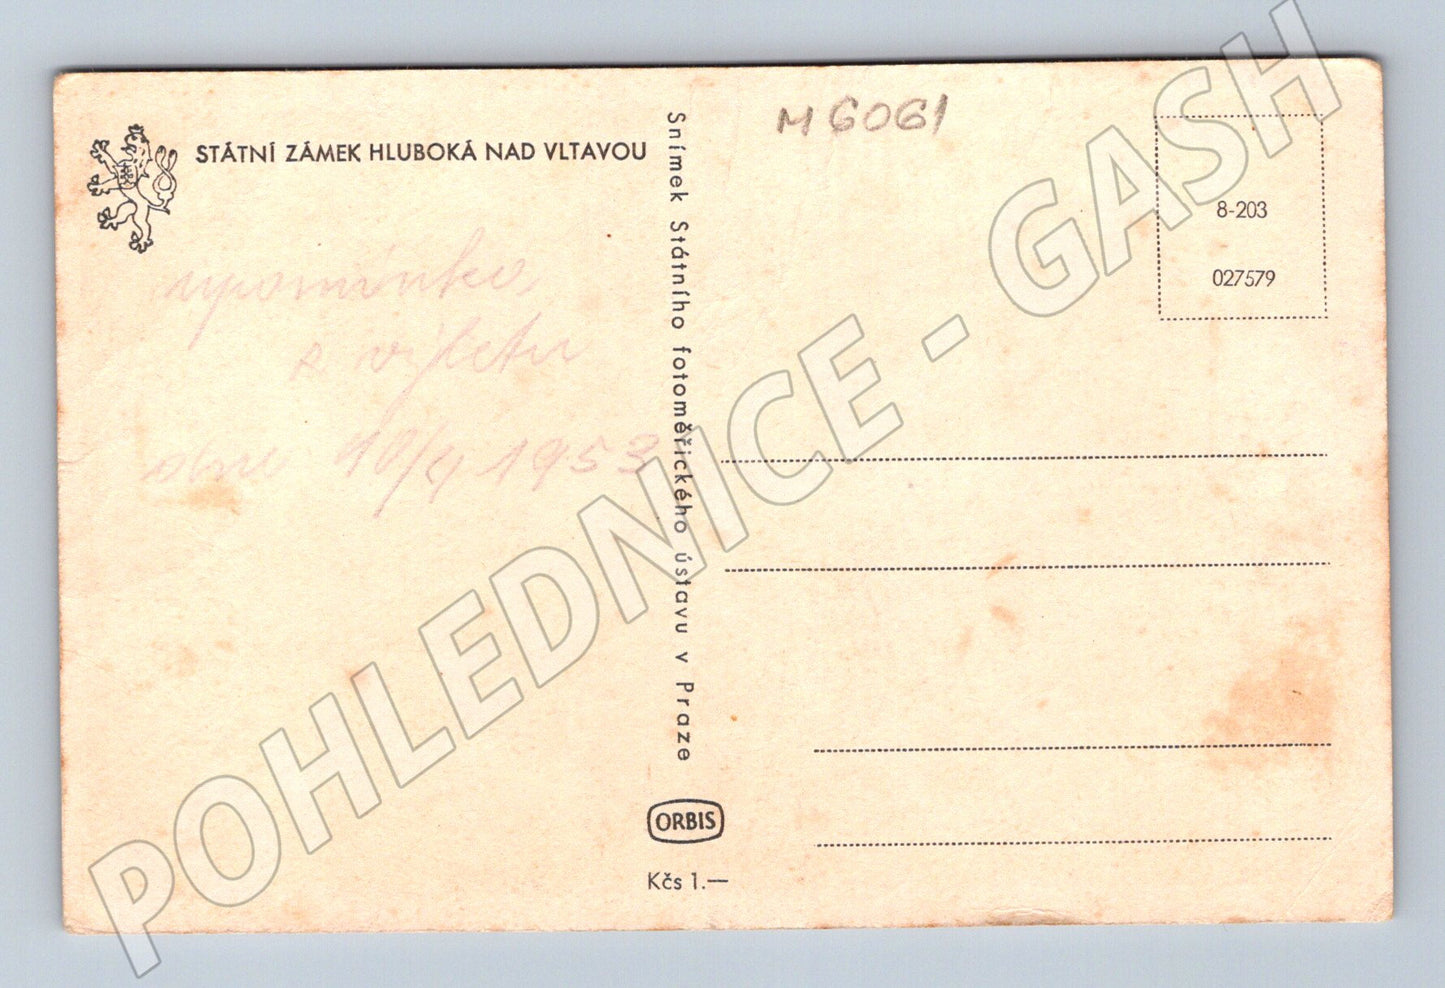 STÁTNÍ ZÁMEK HLUBOKÁ NAD VLTAVOU
vypomínka
z výletu
dne 10/4 1953
Snímek Státního fotoměřického ústavu v Praze
ORBIS
Kčs 1.—
M 6061
8-203
027579
POHLEDNICE - GASH